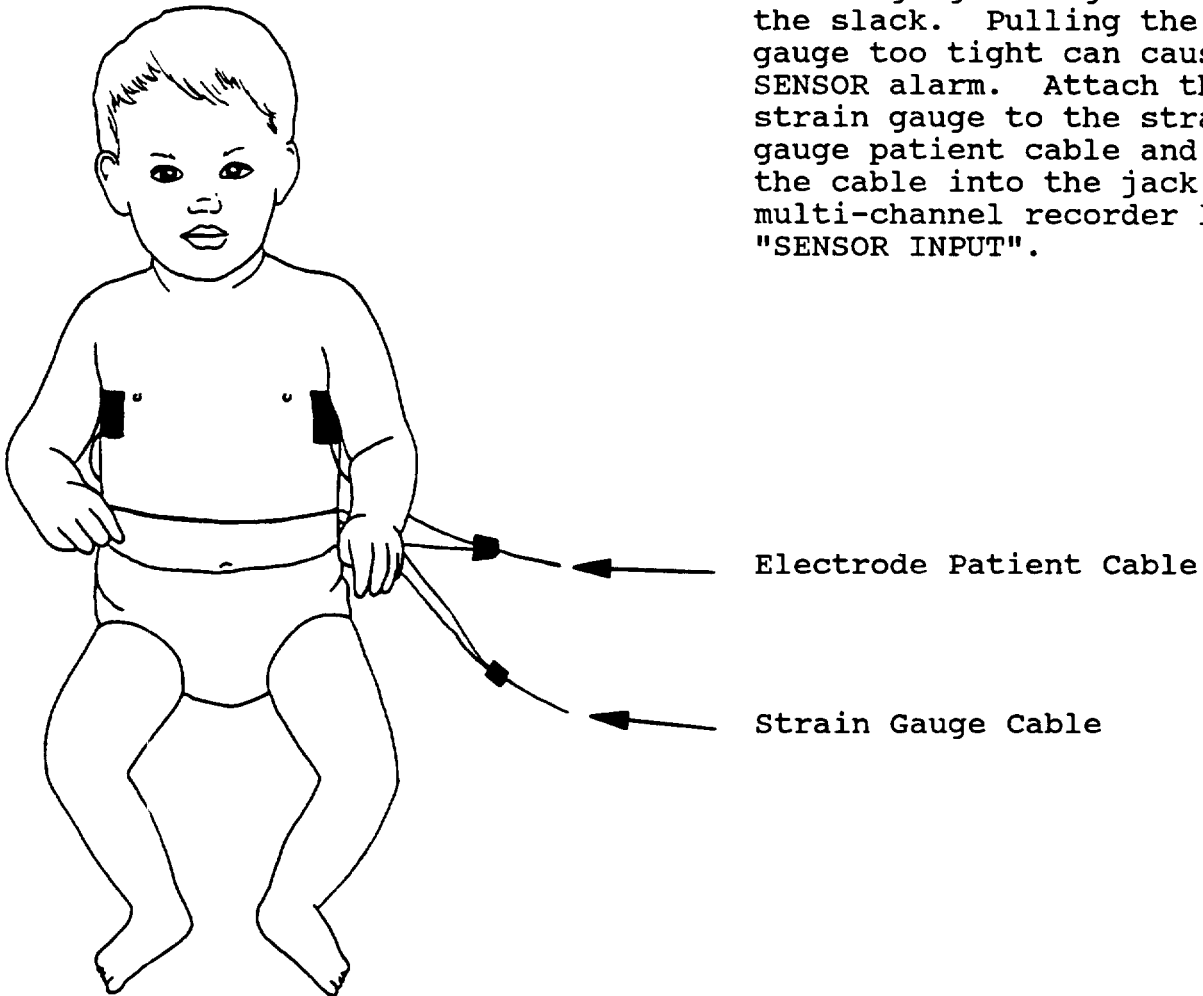 the slack. Pulling the
gauge too tight can caus
SENSOR alarm. Attach th
strain gauge to the stra
gauge patient cable and
the cable into the jack
multi-channel recorder
"SENSOR INPUT".
Electrode Patient Cable
Strain Gauge Cable